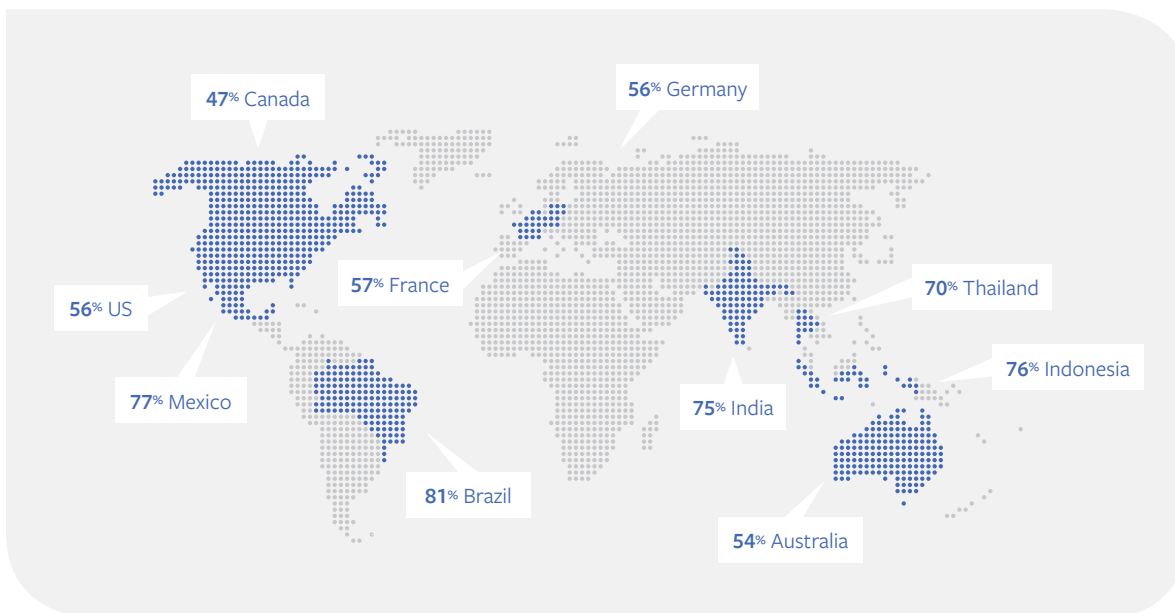 47% Canada
56% Germany
57% France
70% Thailand
56% US
76% Indonesia
77% Mexico
75% India
81% Brazil
54% Australia